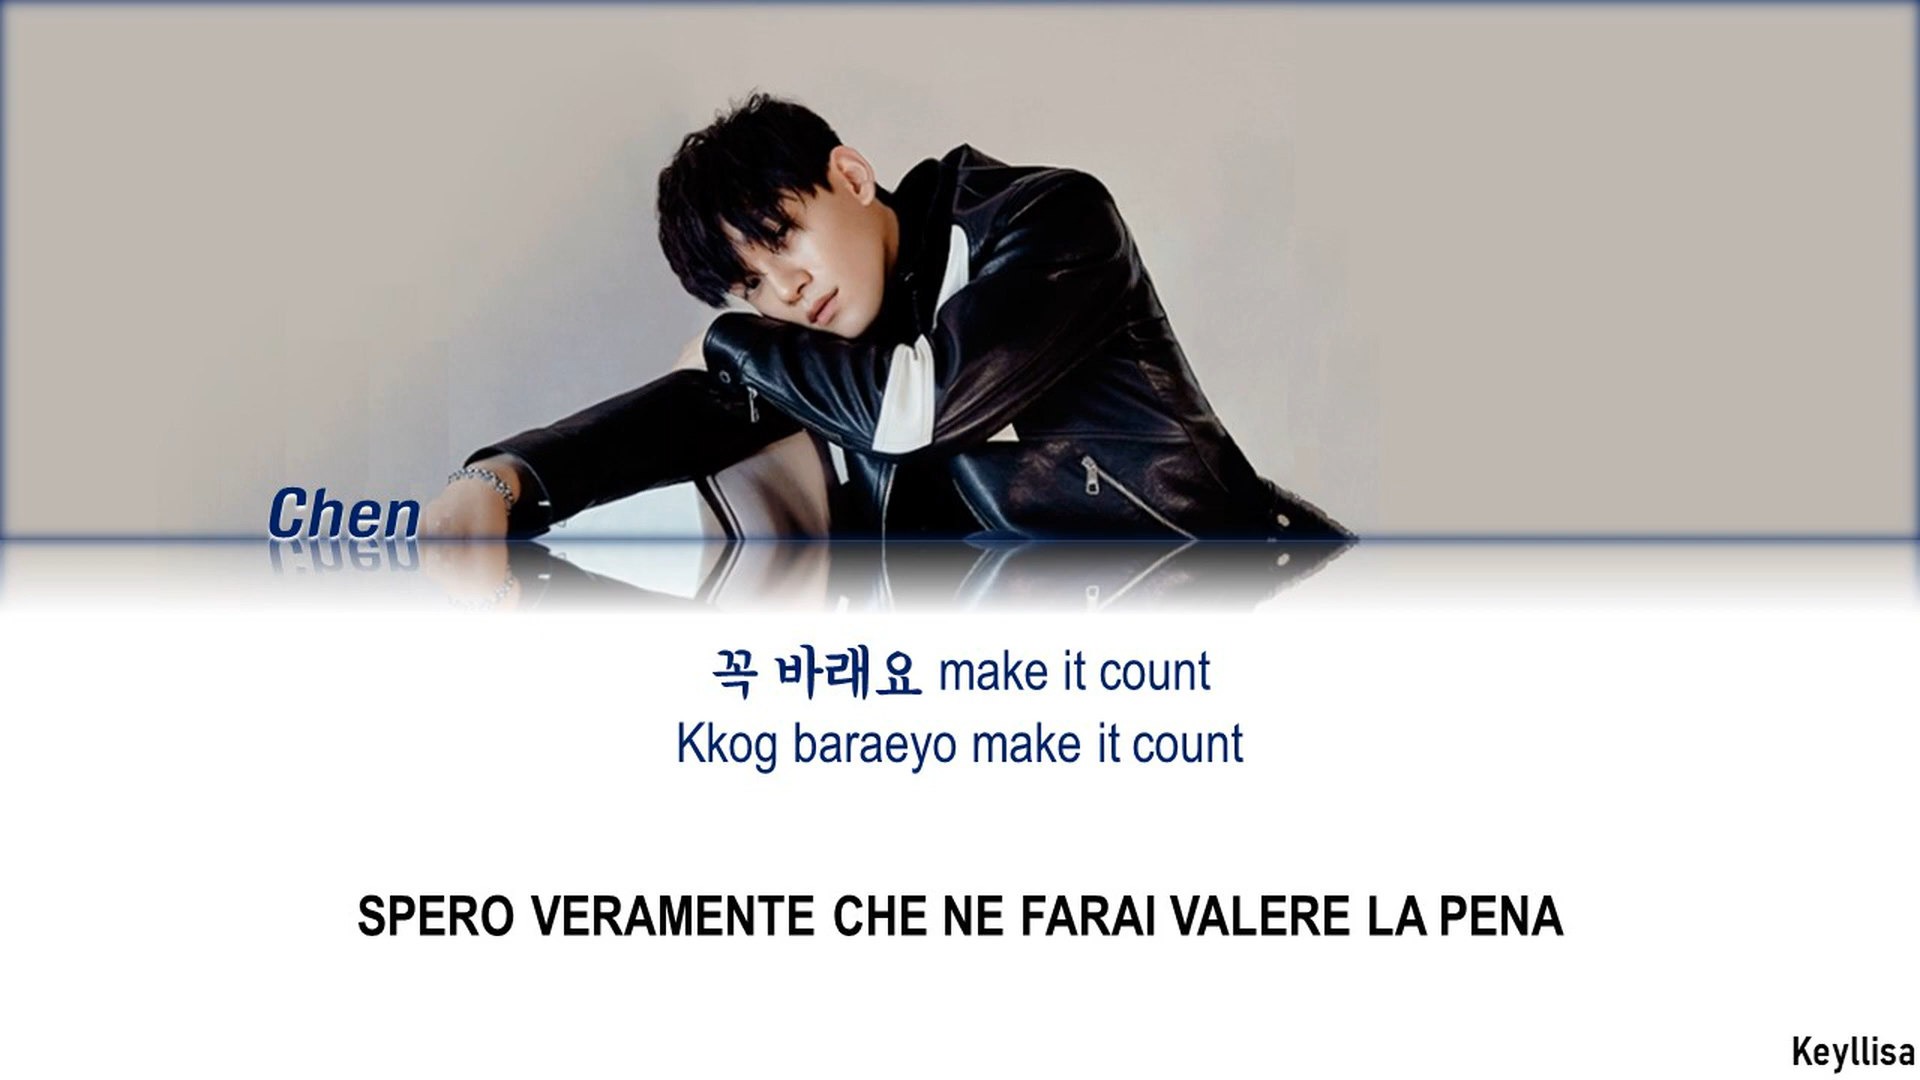 Chen
꼭 바래요 make it count
Kkog baraeyo make it count
SPERO VERAMENTE CHE NE FARAI VALERE LA PENA
Keyllisa